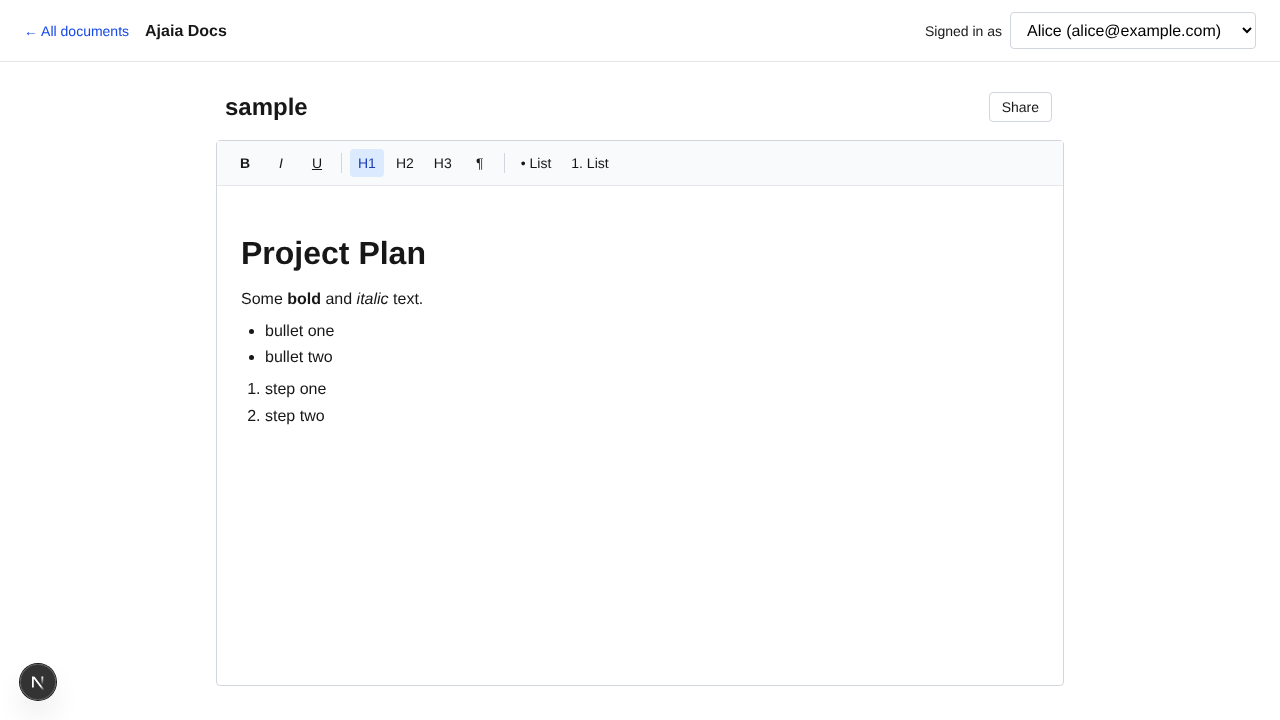 ← All documents Ajaia Docs Signed in as Alice (alice@example.com)
sample Share
B I U H1 H2 H3 ¶ • List 1. List
Project Plan
Some bold and italic text.
• bullet one
• bullet two
1. step one
2. step two
N